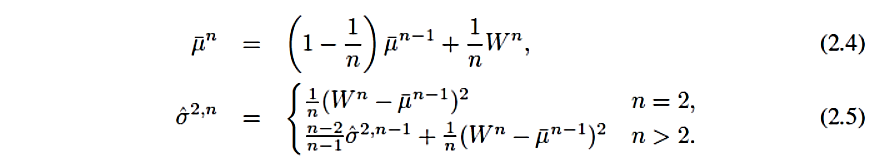 μ̄ⁿ = (1 − 1/n) μ̄ⁿ⁻¹ + 1/n Wⁿ, (2.4)
σ̂²,ⁿ = { 1/n (Wⁿ − μ̄ⁿ⁻¹)² n = 2,
(n−2)/(n−1) σ̂²,ⁿ⁻¹ + 1/n (Wⁿ − μ̄ⁿ⁻¹)² n > 2. (2.5)